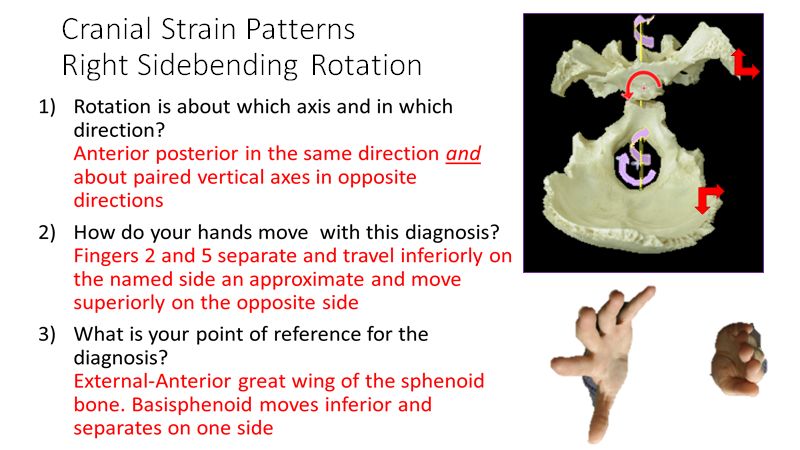 Cranial Strain Patterns
Right Sidebending Rotation
1) Rotation is about which axis and in which
direction?
Anterior posterior in the same direction and
about paired vertical axes in opposite
directions
2) How do your hands move with this diagnosis?
Fingers 2 and 5 separate and travel inferiorly on
the named side an approximate and move
superiorly on the opposite side
3) What is your point of reference for the
diagnosis?
External-Anterior great wing of the sphenoid
bone. Basisphenoid moves inferior and
separates on one side